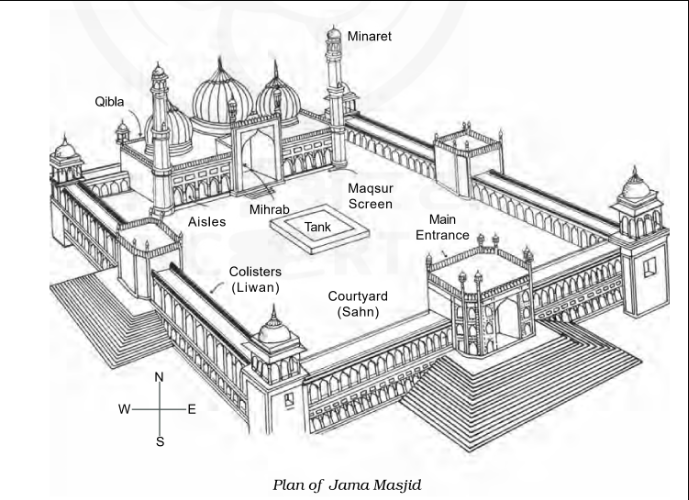 Minaret
Qibla
Maqsur
Screen
Mihrab
Aisles
Tank
Main
Entrance
Colisters
(Liwan)
Courtyard
(Sahn)
N
W
E
S
Plan of Jama Masjid